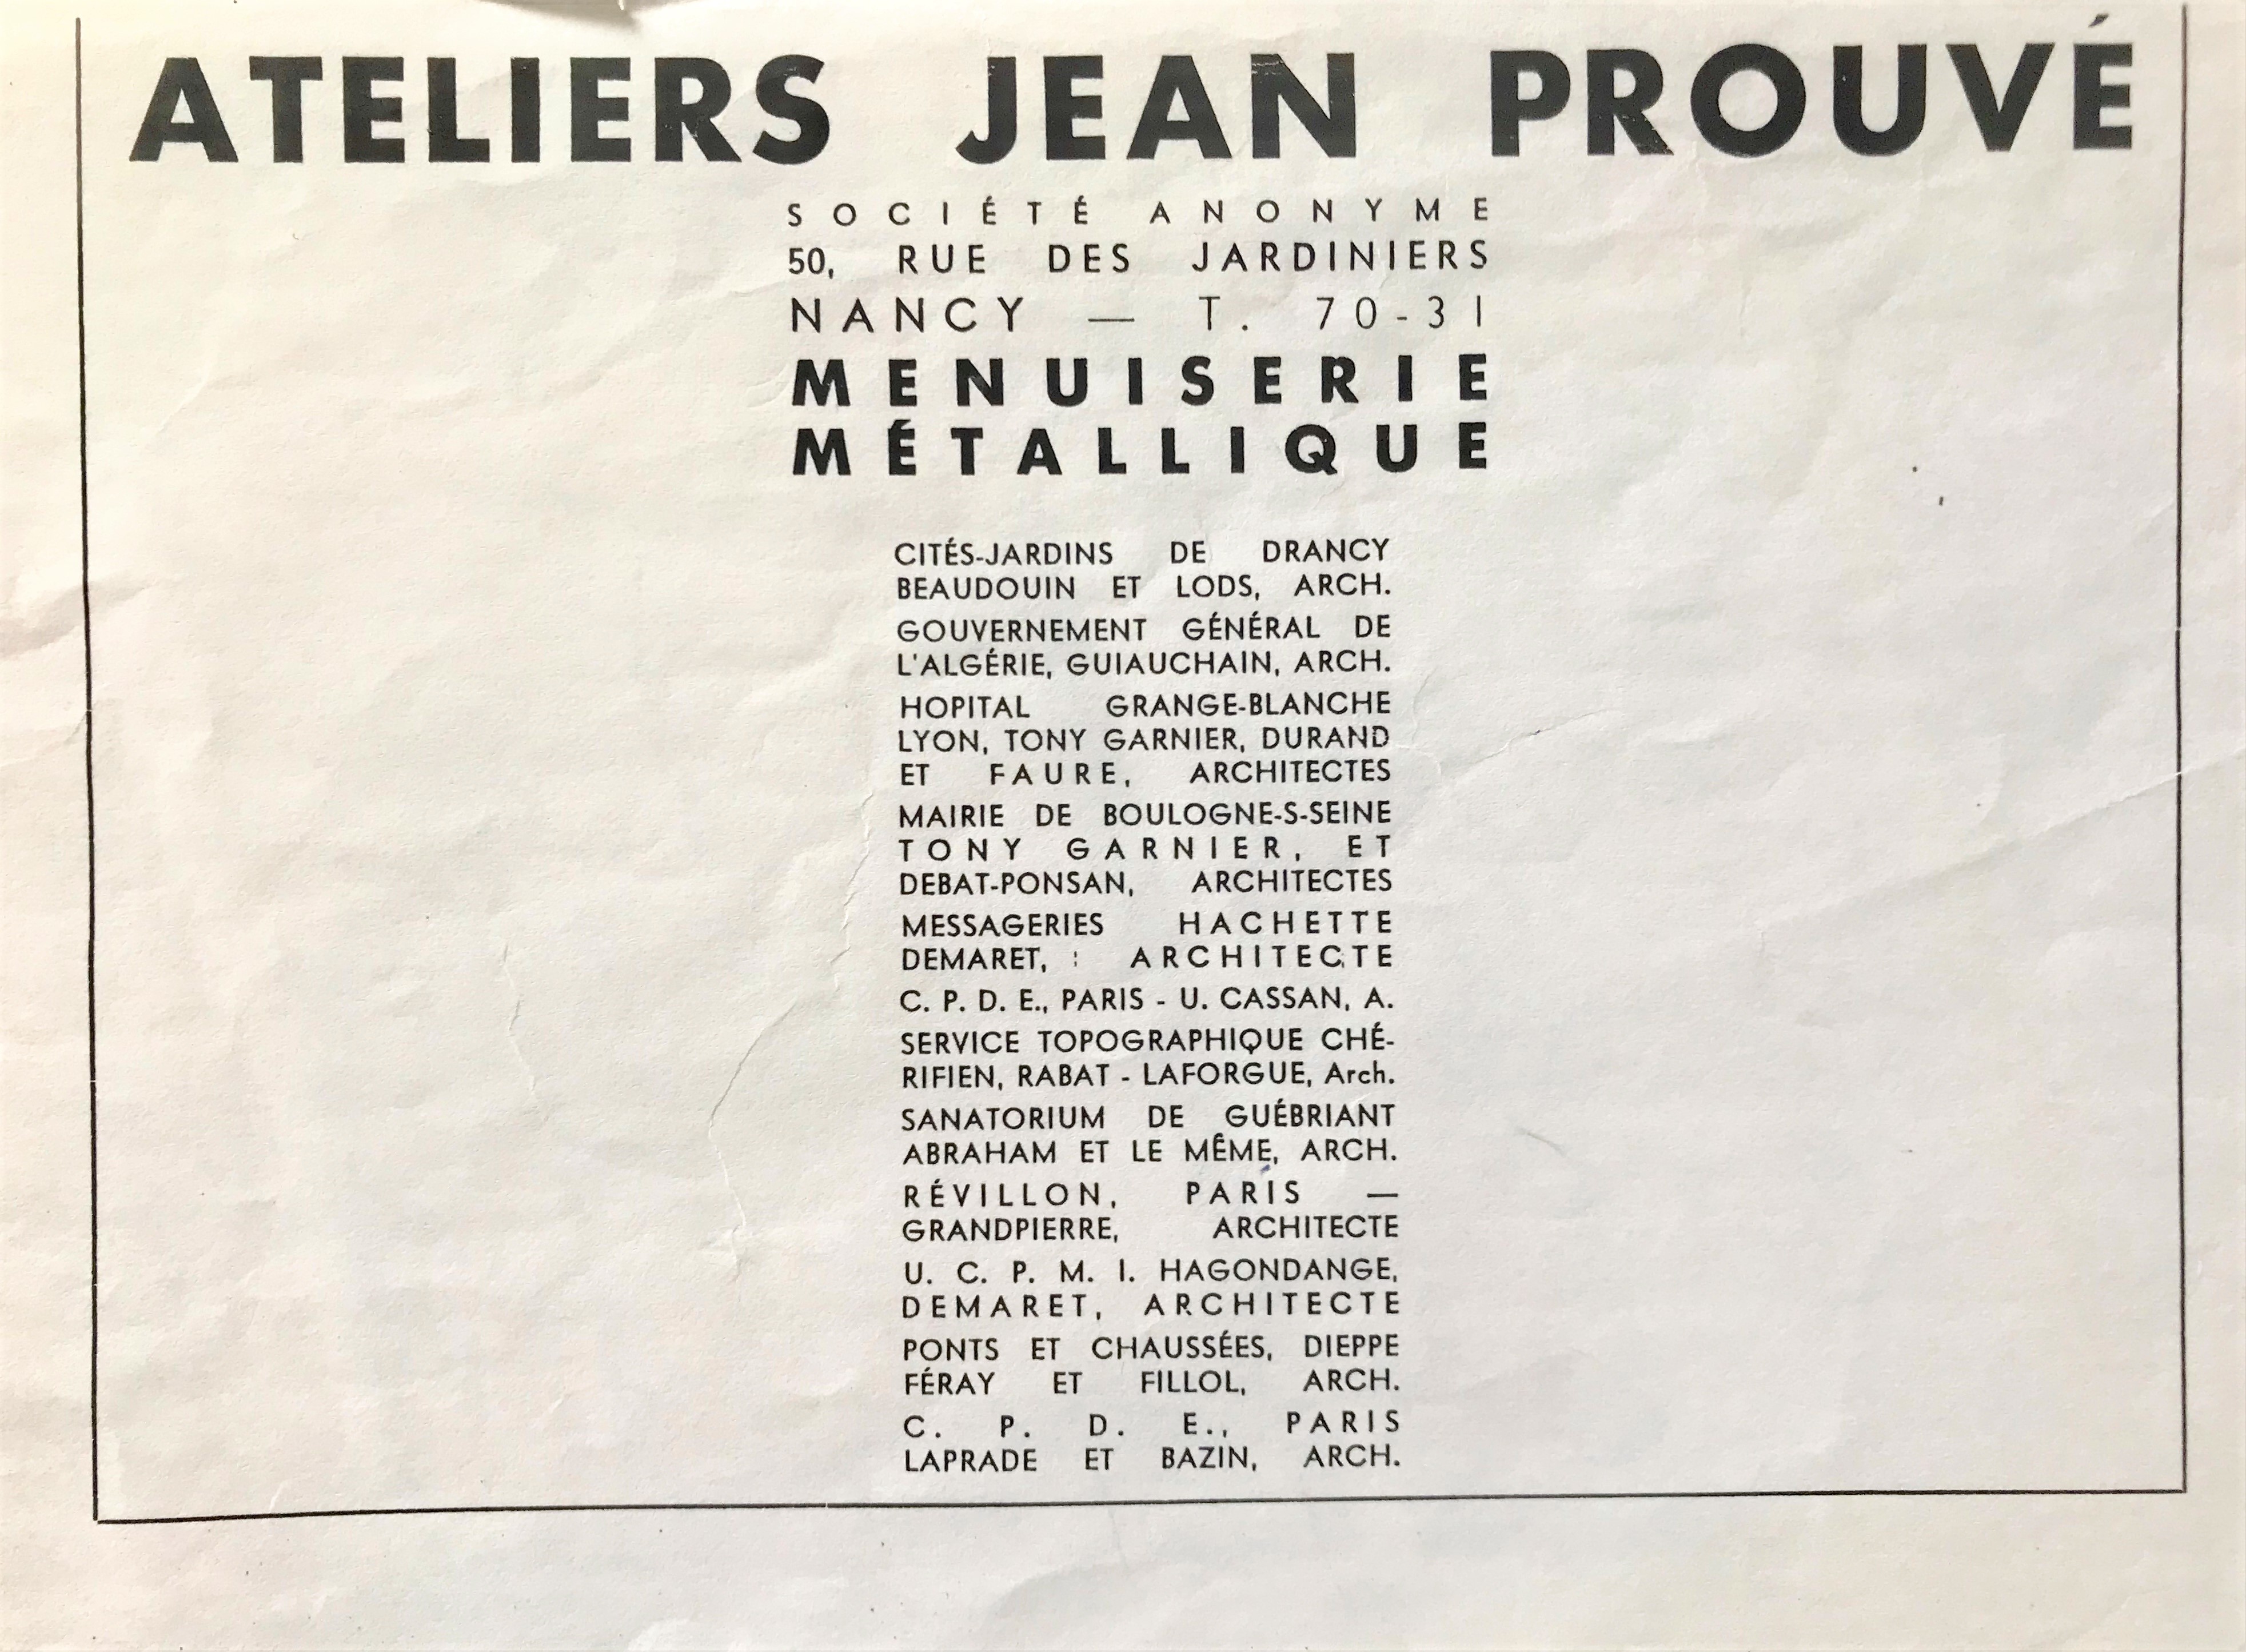 ATELIERS JEAN PROUVÉ
SOCIÉTÉ ANONYME
50, RUE DES JARDINIERS
NANCY — T. 70-31
MENUISERIE
MÉTALLIQUE
CITÉS-JARDINS DE DRANCY
BEAUDOUIN ET LODS, ARCH.
GOUVERNEMENT GÉNÉRAL DE
L'ALGÉRIE, GUIAUCHAIN, ARCH.
HOPITAL GRANGE-BLANCHE
LYON, TONY GARNIER, DURAND
ET FAURE, ARCHITECTES
MAIRIE DE BOULOGNE-S-SEINE
TONY GARNIER, ET
DEBAT-PONSAN, ARCHITECTES
MESSAGERIES HACHETTE
DEMARET, : ARCHITECTE
C. P. D. E., PARIS - U. CASSAN, A.
SERVICE TOPOGRAPHIQUE CHÉ-
RIFIEN, RABAT - LAFORGUE, Arch.
SANATORIUM DE GUÉBRIANT
ABRAHAM ET LE MÊME, ARCH.
RÉVILLON, PARIS —
GRANDPIERRE, ARCHITECTE
U. C. P. M. I. HAGONDANGE,
DEMARET, ARCHITECTE
PONTS ET CHAUSSÉES, DIEPPE
FÉRAY ET FILLOL, ARCH.
C. P. D. E., PARIS
LAPRADE ET BAZIN, ARCH.